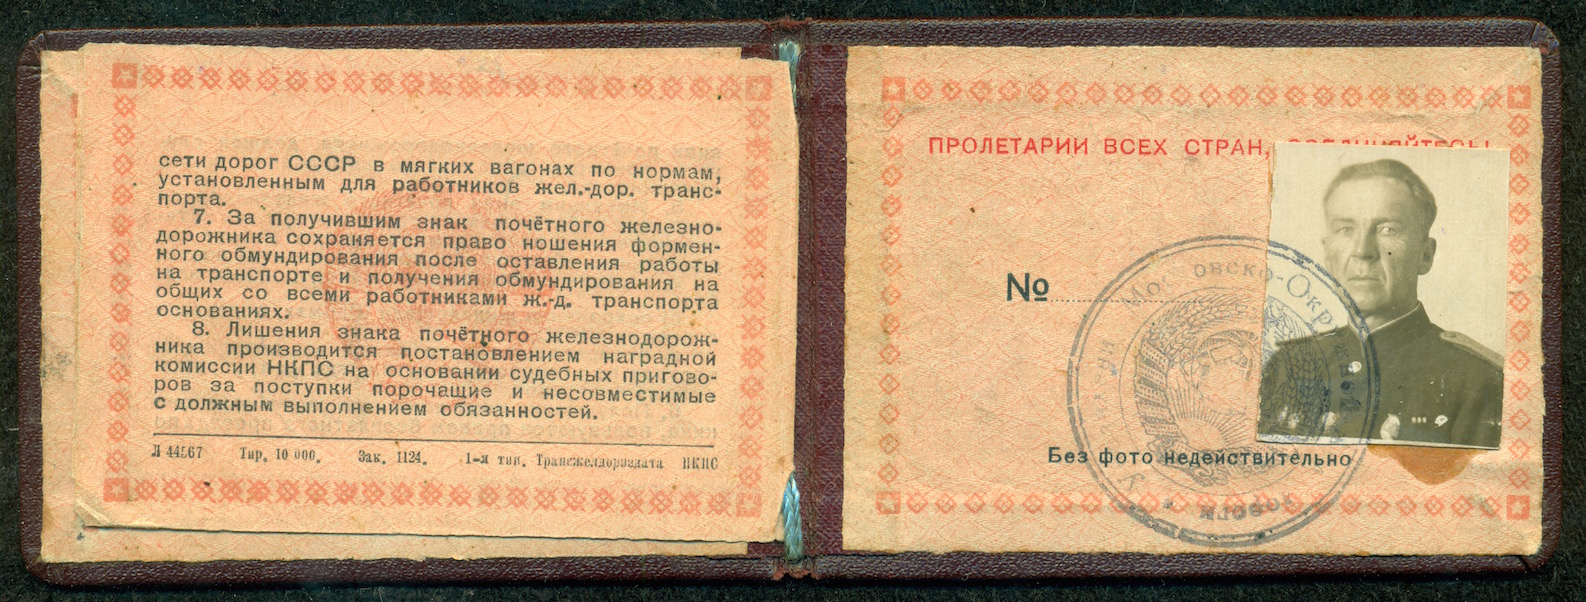 сети дорог СССР в мягких вагонах по нормам,
установленным для работников жел.-дор. транс-
порта.
7. За получившим знак почётного железно-
дорожника сохраняется право ношения формен-
ного обмундирования после оставления работы
на транспорте и получения обмундирования на
общих со всеми работниками ж.-д. транспорта
основаниях.
8. Лишения знака почётного железнодорож-
ника производится постановлением наградной
комиссии НКПС на основании судебных пригово-
ров за поступки порочащие и несовместимые
с должным выполнением обязанностей.
Л 44567 Тир. 10 000. Зак. 1124. 1-я тип. Трансжелдориздата НКПС
ПРОЛЕТАРИИ ВСЕХ СТРАН, СОЕДИНЯЙТЕСЬ!
№
Московско-Окружной
Без фото недействительно